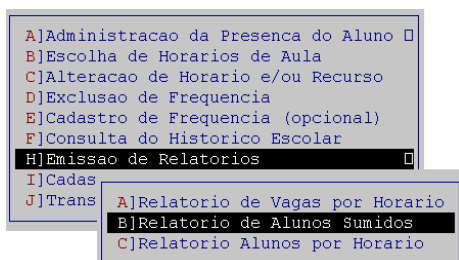 A]Administracao da Presenca do Aluno
B]Escolha de Horarios de Aula
C]Alteracao de Horario e/ou Recurso
D]Exclusao de Frequencia
E]Cadastro de Frequencia (opcional)
F]Consulta do Historico Escolar
H]Emissao de Relatorios
I]Cadas
J]Trans
A]Relatorio de Vagas por Horario
B]Relatorio de Alunos Sumidos
C]Relatorio Alunos por Horario